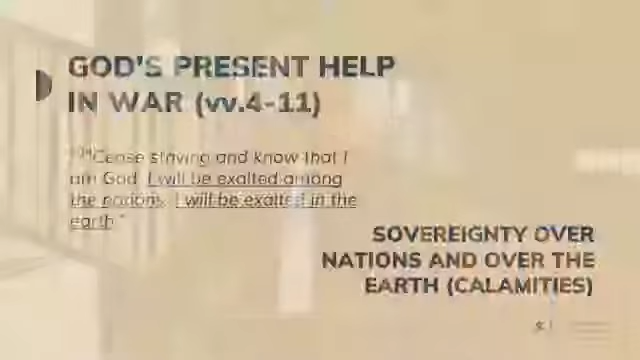 GOD'S PRESENT HELP
IN WAR (vv.4-11)
"Cease striving and know that I
am God; I will be exalted among
the nations, I will be exalted in the
earth."
SOVEREIGNTY OVER
NATIONS AND OVER THE
EARTH (CALAMITIES)